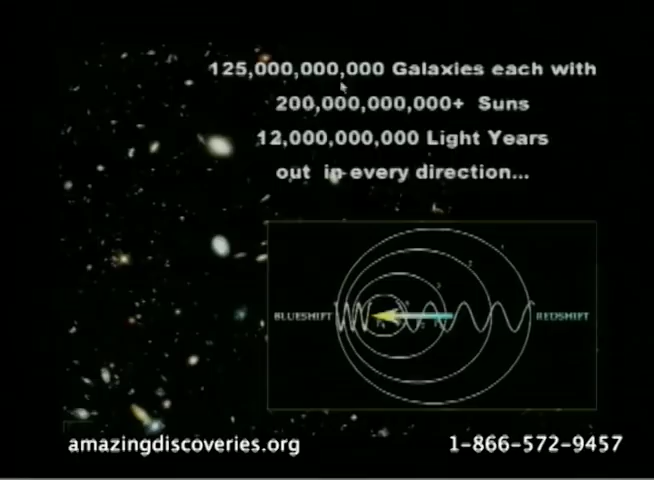 125,000,000,000 Galaxies each with
200,000,000,000+ Suns
12,000,000,000 Light Years
out in every direction...
BLUESHIFT
REDSHIFT
amazingdiscoveries.org
1-866-572-9457